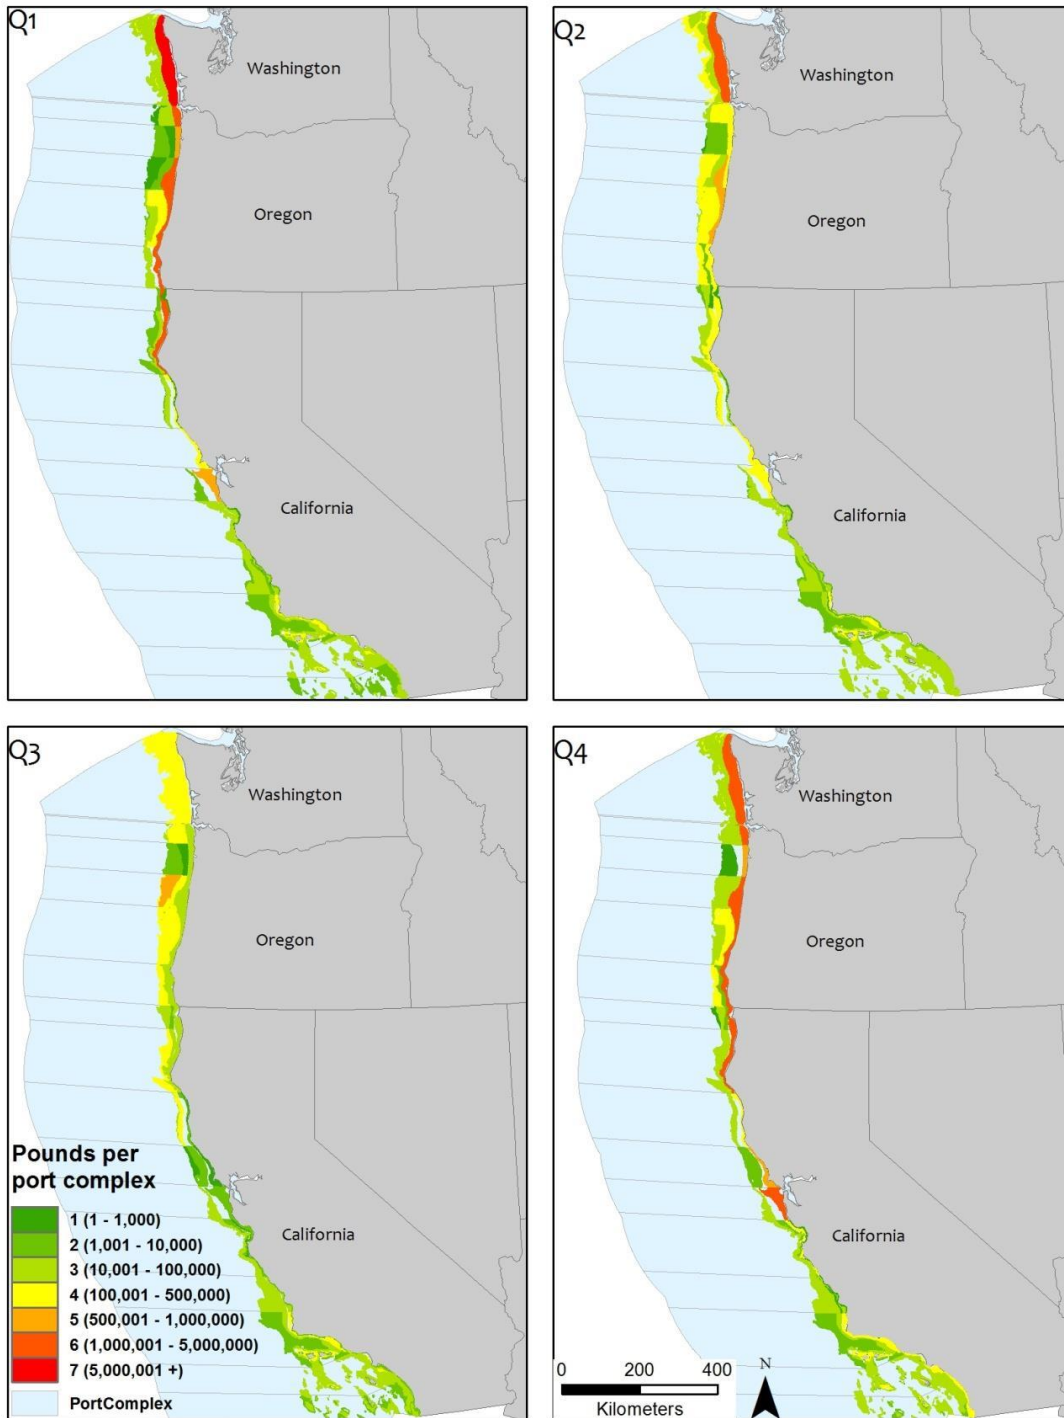 Q1
Washington
Oregon
California
Q2
Washington
Oregon
California
Q3
Washington
Oregon
California
Pounds per
port complex
1 (1 - 1,000)
2 (1,001 - 10,000)
3 (10,001 - 100,000)
4 (100,001 - 500,000)
5 (500,001 - 1,000,000)
6 (1,000,001 - 5,000,000)
7 (5,000,001 +)
PortComplex
Q4
Washington
Oregon
California
0 200 400
Kilometers
N